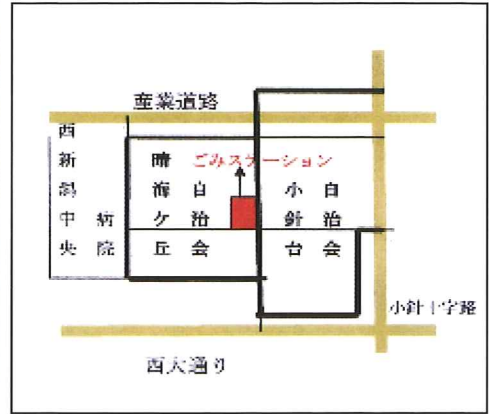 産業道路
西新潟中央病院
晴海ケ丘自治会
ごみステーション
小針台自治会
小針十字路
西大通り